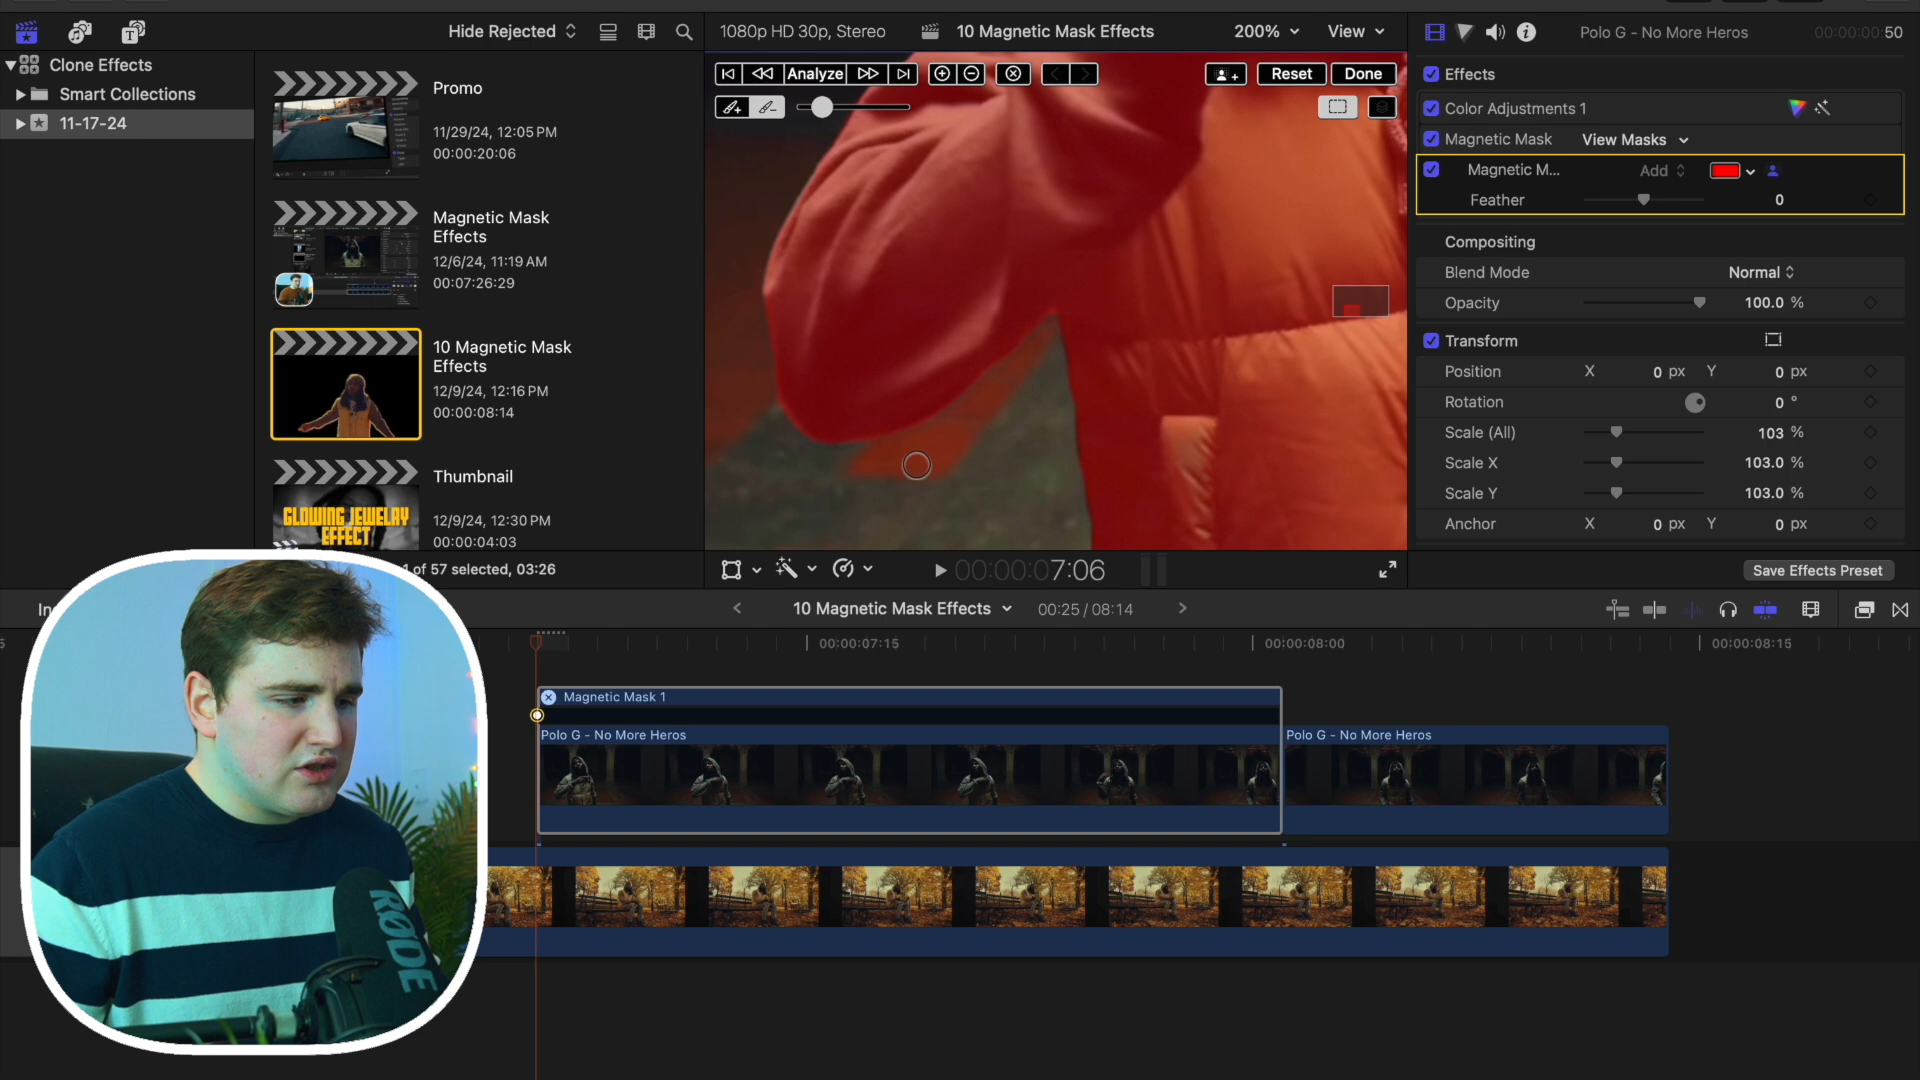 Hide Rejected
1080p HD 30p, Stereo
10 Magnetic Mask Effects
200%
View
Polo G - No More Heros
00:00:00:50
Clone Effects
Smart Collections
11-17-24
Promo
11/29/24, 12:05 PM
00:00:20:06
Magnetic Mask
Effects
12/6/24, 11:19 AM
00:07:26:29
10 Magnetic Mask
Effects
12/9/24, 12:16 PM
00:00:08:14
Thumbnail
GLOWING JEWELRY
EFFECT
12/9/24, 12:30 PM
00:00:04:03
of 57 selected, 03:26
Analyze
Reset
Done
Effects
Color Adjustments 1
Magnetic Mask
View Masks
Magnetic M...
Add
Feather
0
Compositing
Blend Mode
Normal
Opacity
100.0 %
Transform
Position X 0 px Y 0 px
Rotation 0 °
Scale (All) 103 %
Scale X 103.0 %
Scale Y 103.0 %
Anchor X 0 px Y 0 px
00:00:07:06
Save Effects Preset
In
10 Magnetic Mask Effects
00:25 / 08:14
00:00:07:15
00:00:08:00
00:00:08:15
Magnetic Mask 1
Polo G - No More Heros
Polo G - No More Heros
RØDE